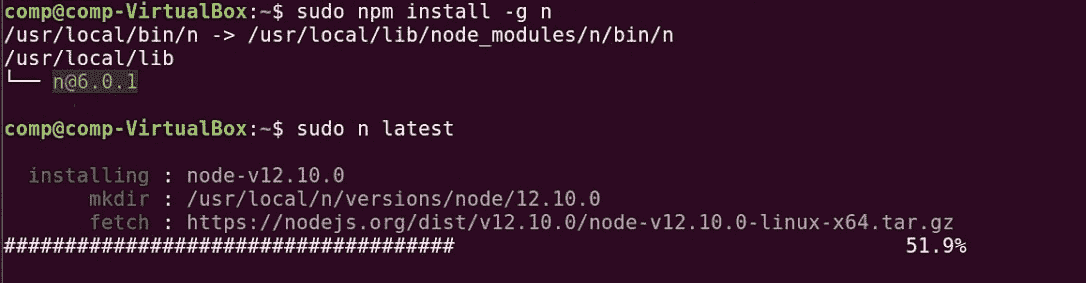 comp@comp-VirtualBox:~$ sudo npm install -g n
/usr/local/bin/n -> /usr/local/lib/node_modules/n/bin/n
/usr/local/lib
└── n@6.0.1
comp@comp-VirtualBox:~$ sudo n latest
installing : node-v12.10.0
mkdir : /usr/local/n/versions/node/12.10.0
fetch : https://nodejs.org/dist/v12.10.0/node-v12.10.0-linux-x64.tar.gz
##################################### 51.9%